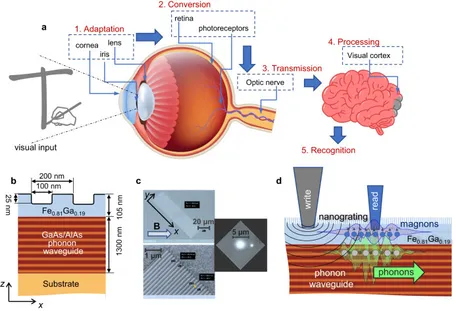 a
1. Adaptation
2. Conversion
cornea
lens
iris
retina
photoreceptors
3. Transmission
Optic nerve
4. Processing
Visual cortex
5. Recognition
visual input
b
200 nm
100 nm
25 nm
105 nm
1300 nm
Fe0.81Ga0.19
GaAs/AlAs
phonon
waveguide
Substrate
z
x
c
y
x
B
20 μm
1 μm
5 μm
d
write
read
nanograting
magnons
Fe0.81Ga0.19
phonon
waveguide
phonons